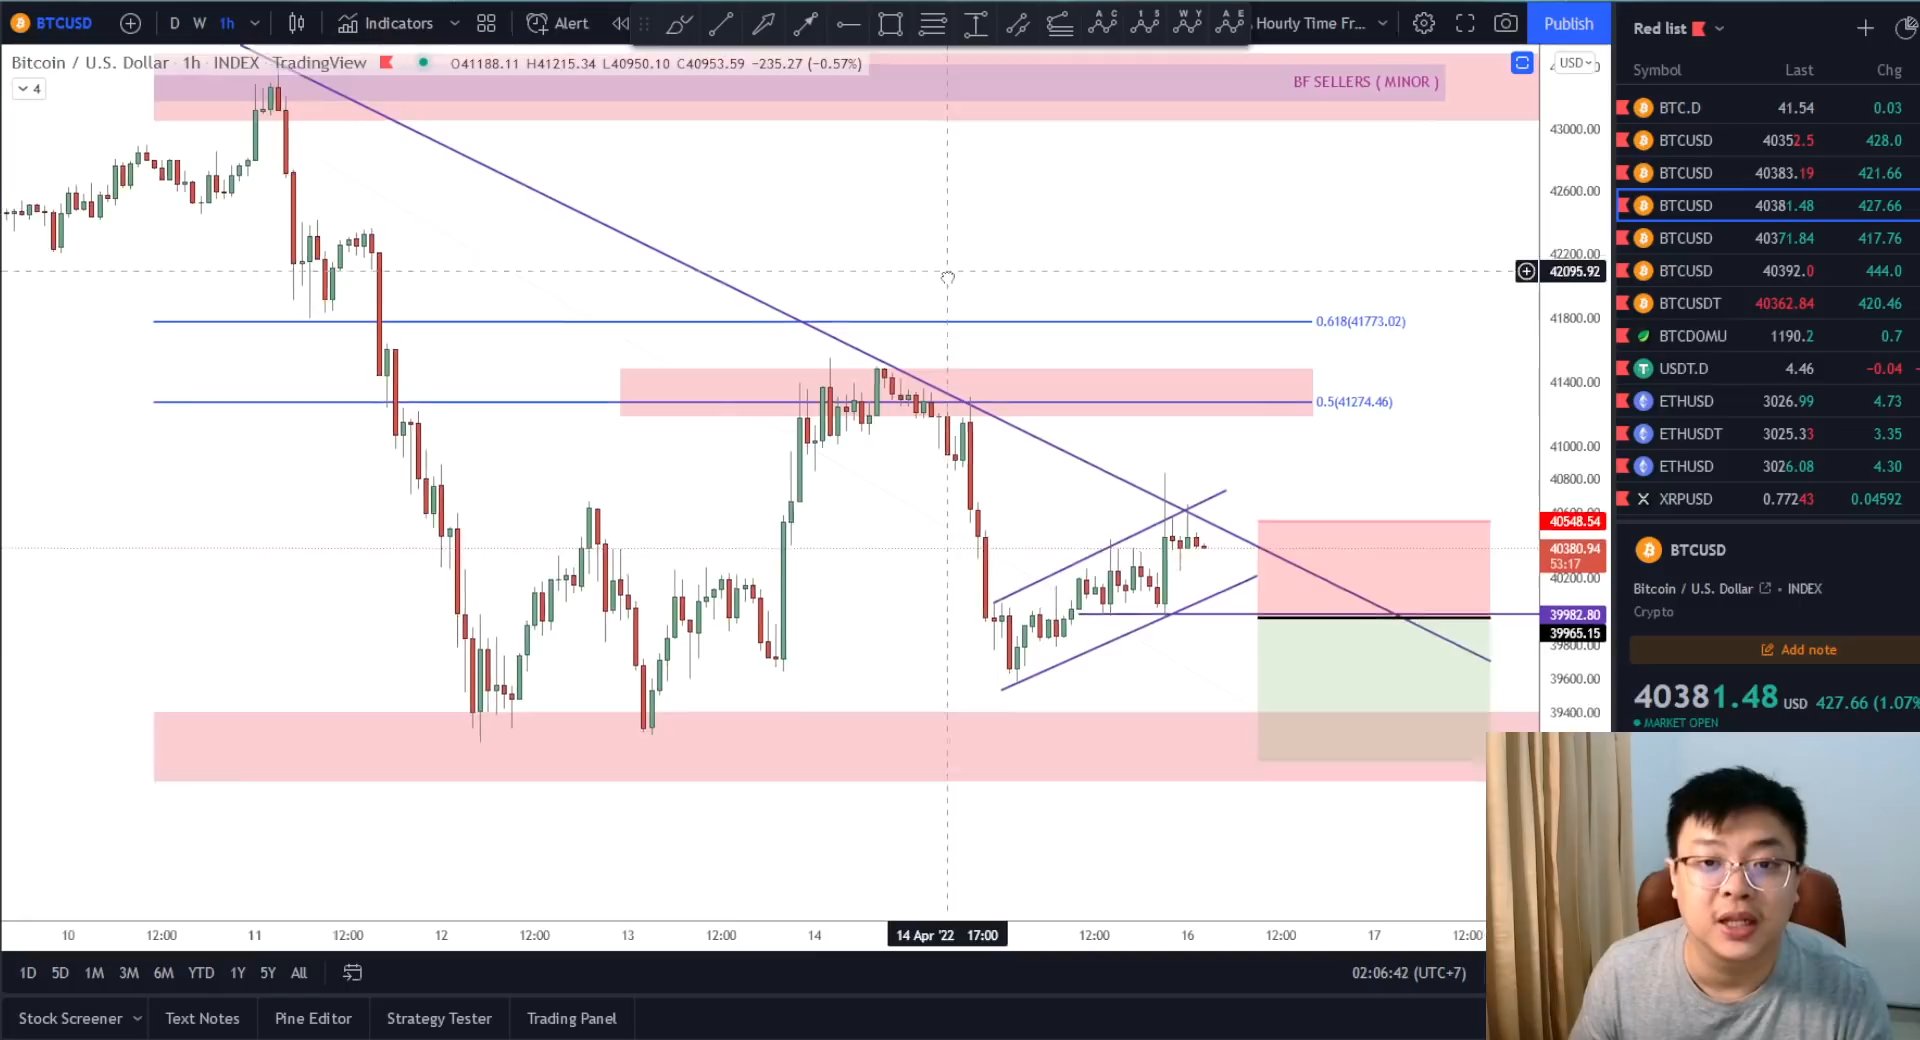 BTCUSD D W 1h Indicators Alert Hourly Time Fr... Publish
Bitcoin / U.S. Dollar · 1h · INDEX · TradingView O41188.11 H41215.34 L40950.10 C40953.59 −235.27 (−0.57%)
4
BF SELLERS ( MINOR )
0.618(41773.02)
0.5(41274.46)
USD
43000.00
42600.00
42200.00
42095.92
41800.00
41400.00
41000.00
40800.00
40548.54
40380.94
53:17
40200.00
39982.80
39965.15
39800.00
39600.00
39400.00
10 12:00 11 12:00 12 12:00 13 12:00 14 14 Apr '22 17:00 12:00 16 12:00 17 12:00
1D 5D 1M 3M 6M YTD 1Y 5Y All 02:06:42 (UTC+7)
Stock Screener Text Notes Pine Editor Strategy Tester Trading Panel
Red list
Symbol Last Chg
BTC.D 41.54 0.03
BTCUSD 40352.5 428.0
BTCUSD 40383.19 421.66
BTCUSD 40381.48 427.66
BTCUSD 40371.84 417.76
BTCUSD 40392.0 444.0
BTCUSDT 40362.84 420.46
BTCDOMU 1190.2 0.7
USDT.D 4.46 −0.04
ETHUSD 3026.99 4.73
ETHUSDT 3025.33 3.35
ETHUSD 3026.08 4.30
XRPUSD 0.77243 0.04592
BTCUSD
Bitcoin / U.S. Dollar • INDEX
Crypto
Add note
40381.48 USD 427.66 (1.07%
MARKET OPEN